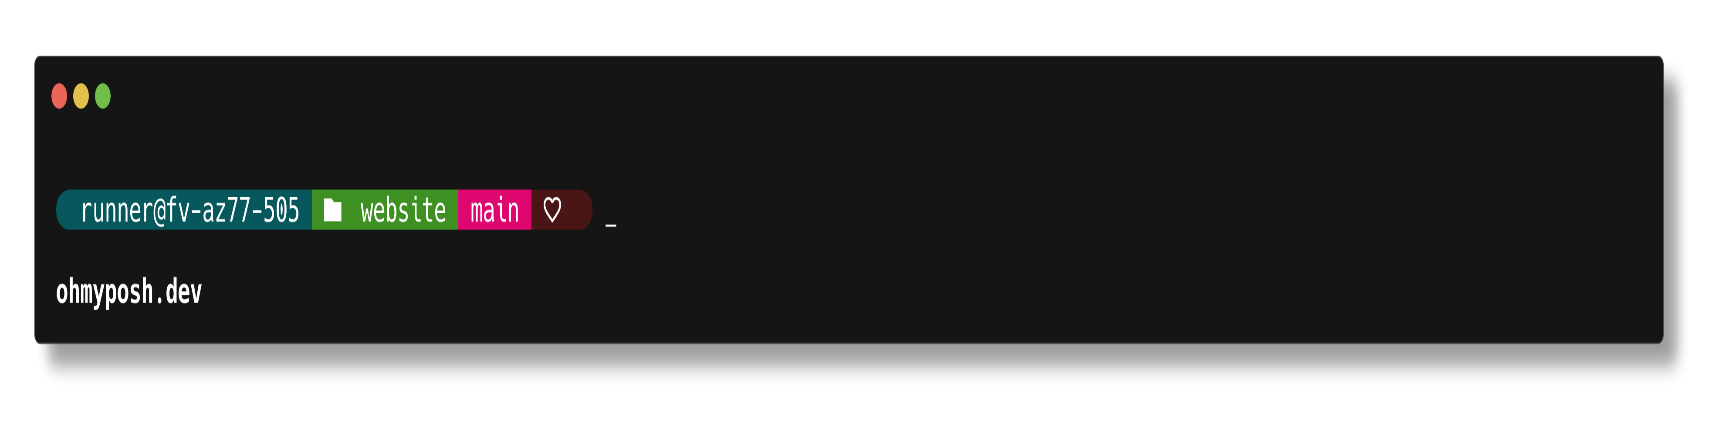 runner@fv-az77-505 website main ♡ _
ohmyposh.dev